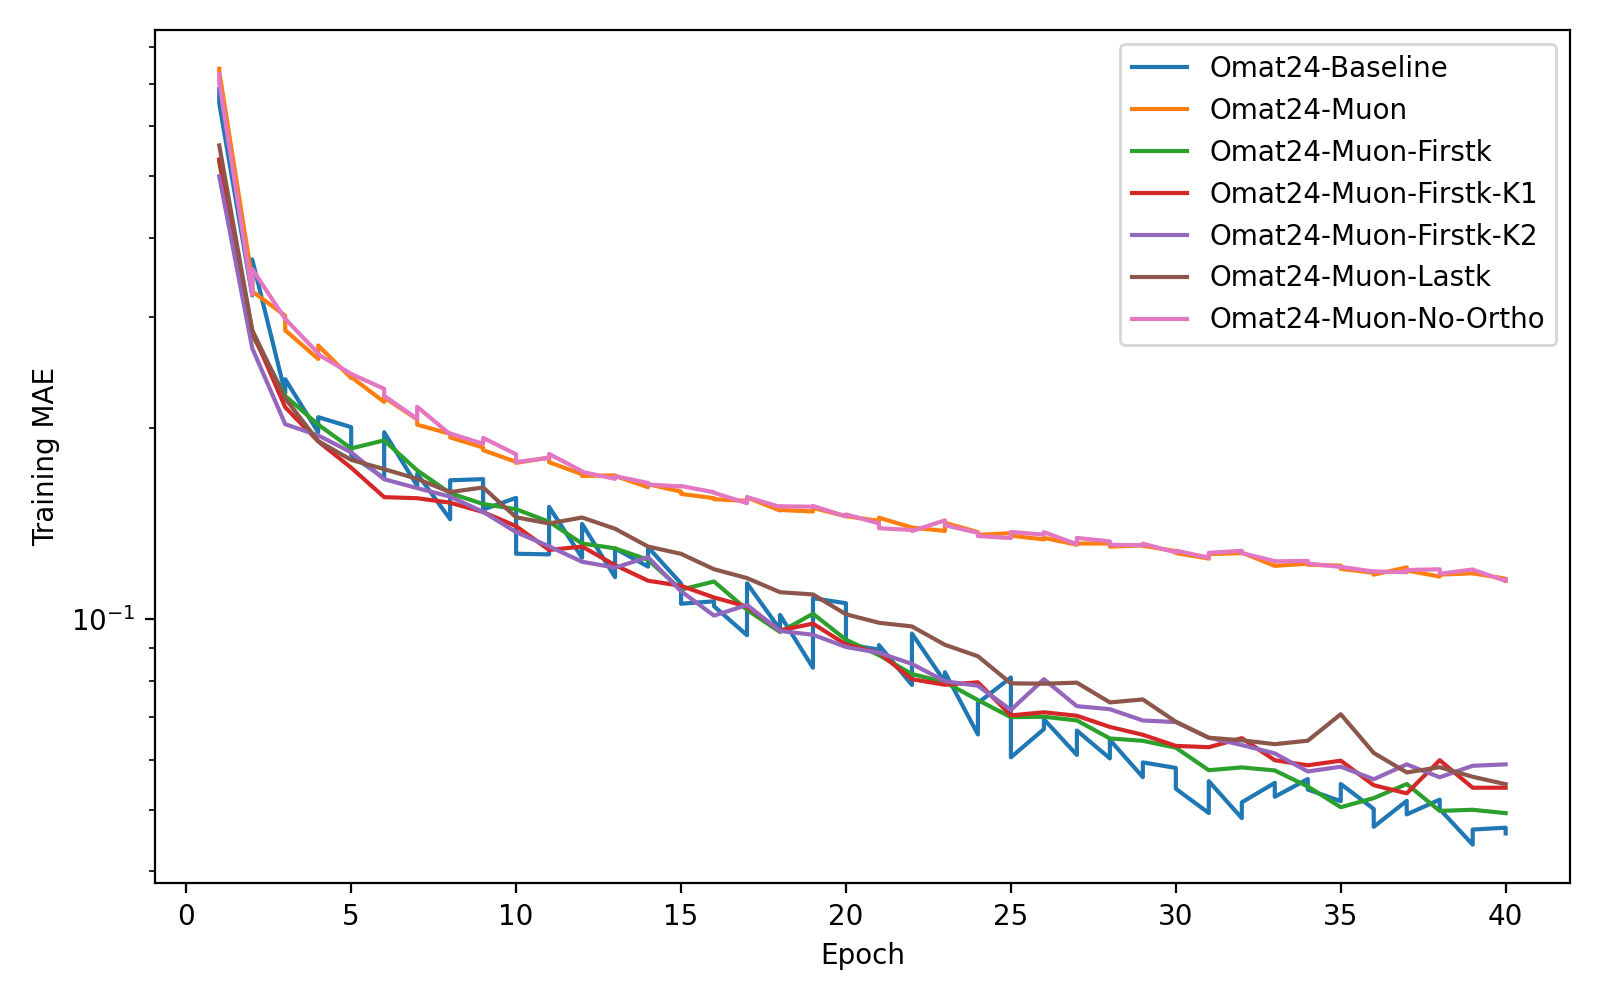 Omat24-Baseline
Omat24-Muon
Omat24-Muon-Firstk
Omat24-Muon-Firstk-K1
Omat24-Muon-Firstk-K2
Omat24-Muon-Lastk
Omat24-Muon-No-Ortho
Training MAE
10⁻¹
0 5 10 15 20 25 30 35 40
Epoch